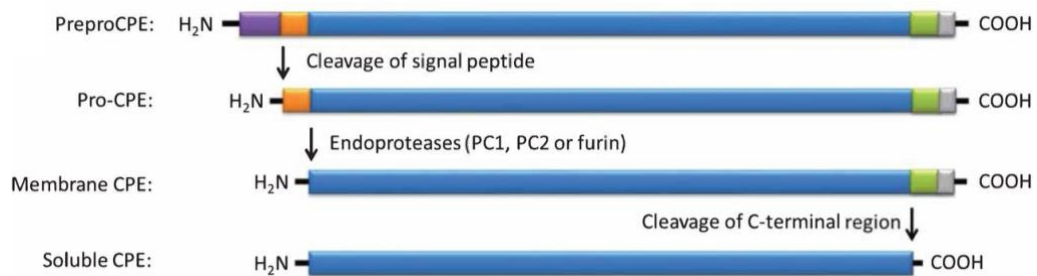 PreproCPE: H₂N COOH
Cleavage of signal peptide
Pro-CPE: H₂N COOH
Endoproteases (PC1, PC2 or furin)
Membrane CPE: H₂N COOH
Cleavage of C-terminal region
Soluble CPE: H₂N COOH